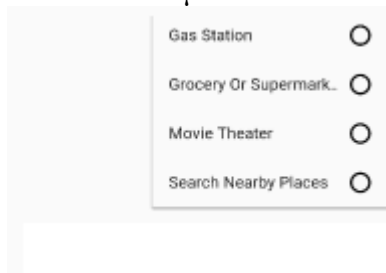 Gas Station
Grocery Or Supermark..
Movie Theater
Search Nearby Places